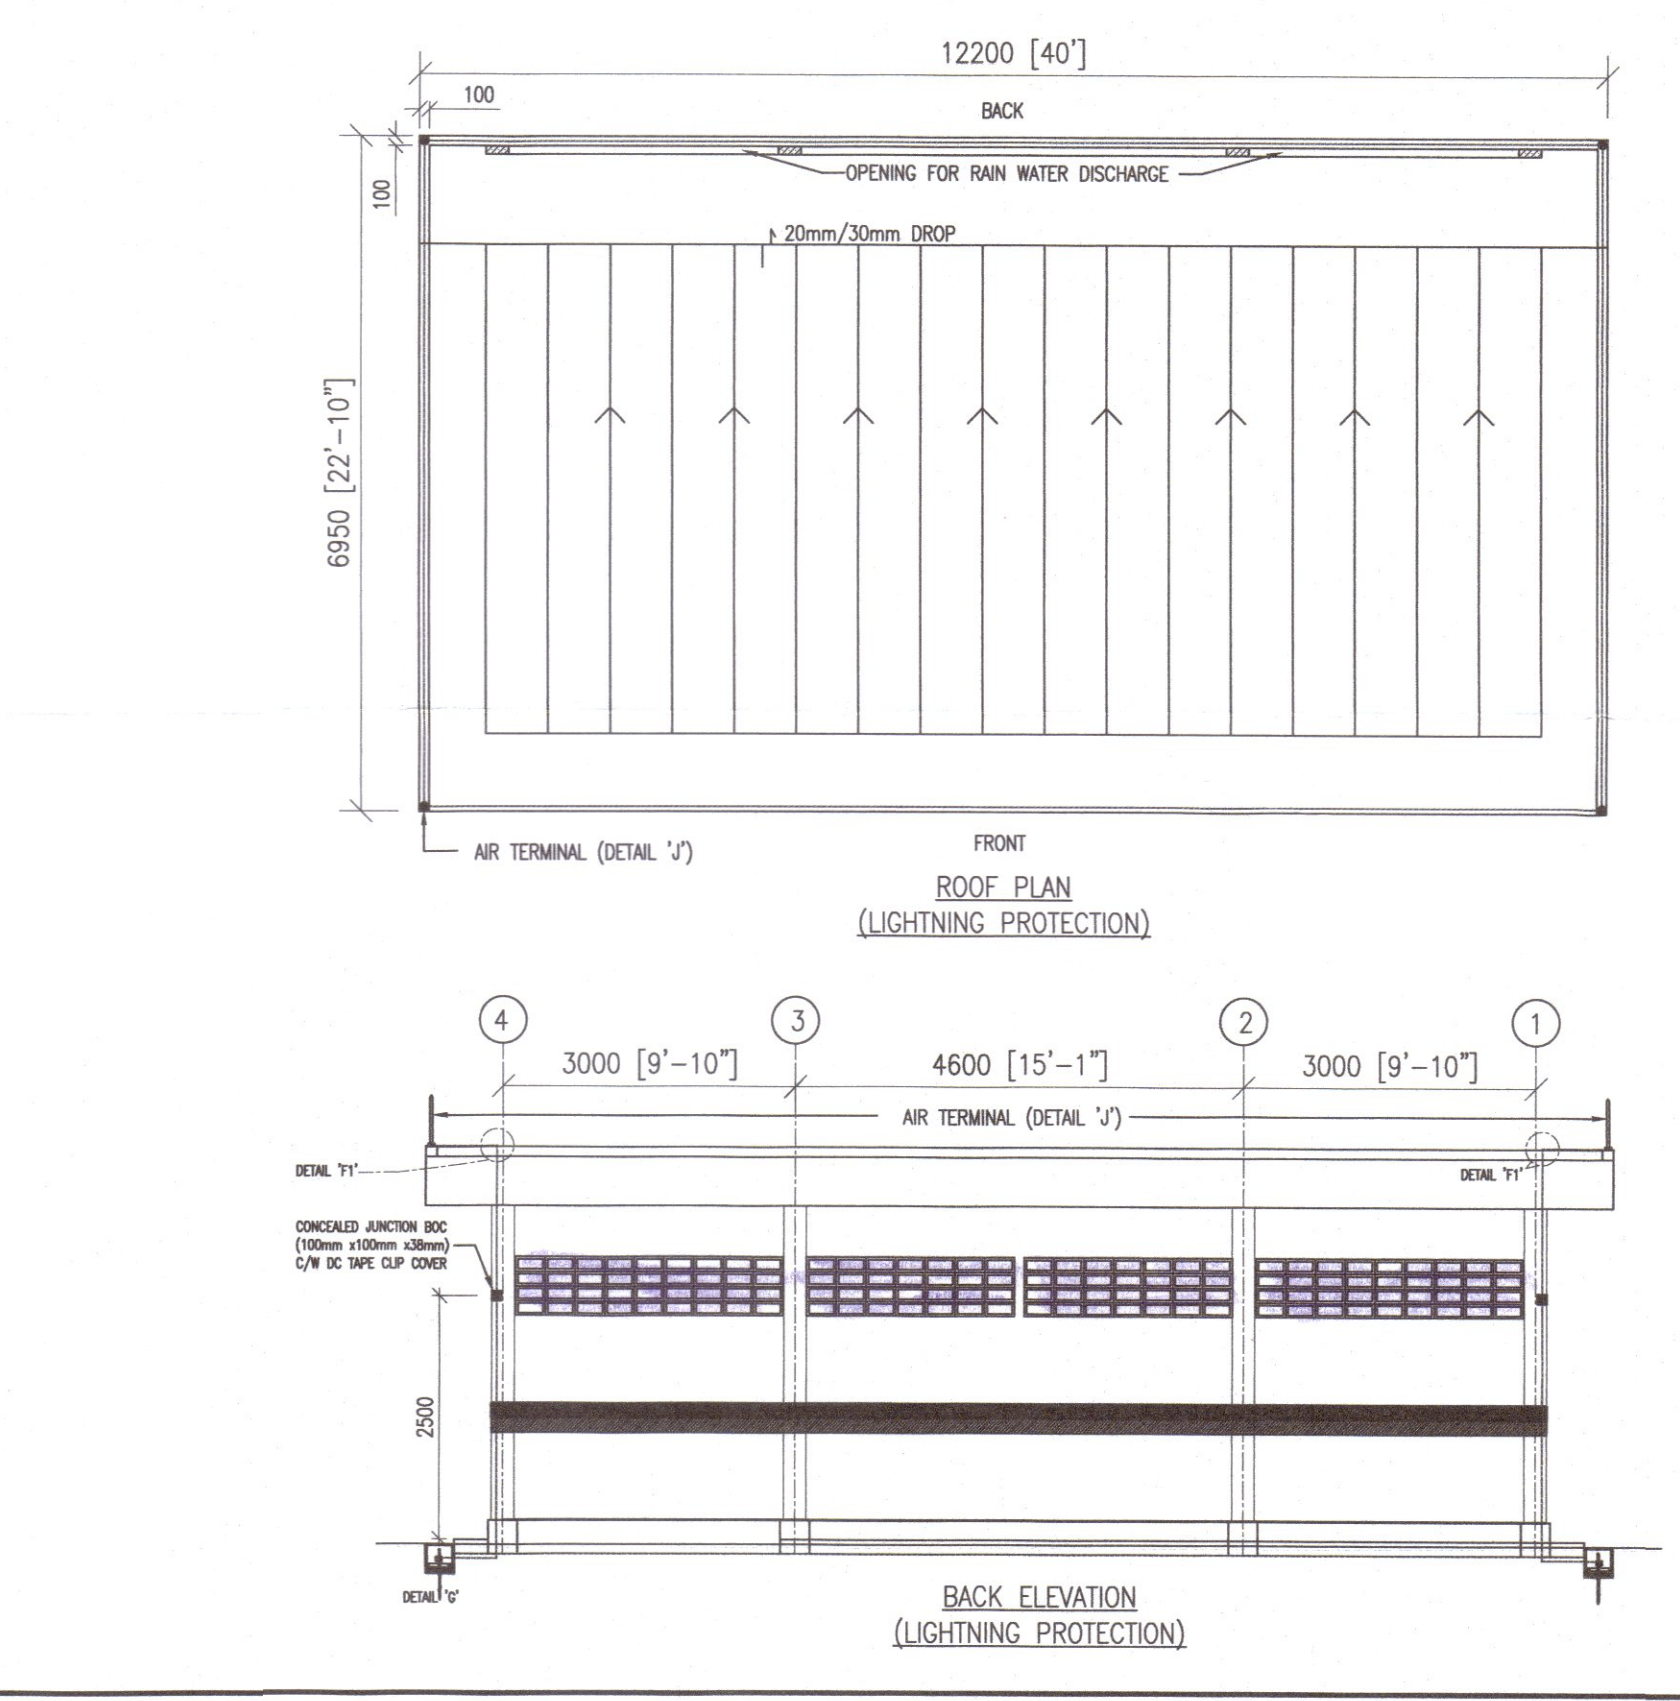 12200 [40']
100
BACK
OPENING FOR RAIN WATER DISCHARGE
100
20mm/30mm DROP
6950 [22'-10"]
AIR TERMINAL (DETAIL 'J')
FRONT
ROOF PLAN
(LIGHTNING PROTECTION)
4
3
2
1
3000 [9'-10"]
4600 [15'-1"]
3000 [9'-10"]
AIR TERMINAL (DETAIL 'J')
DETAIL 'F1'
DETAIL 'F1'
CONCEALED JUNCTION BOC
(100mm x100mm x38mm)
C/W DC TAPE CLIP COVER
2500
DETAIL 'G'
BACK ELEVATION
(LIGHTNING PROTECTION)